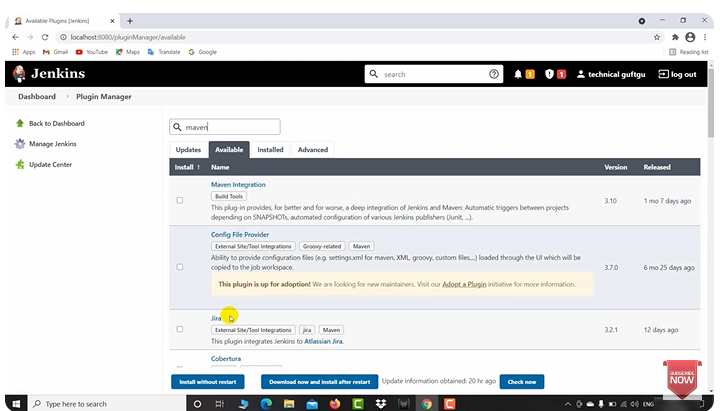 Available Plugins [Jenkins]
localhost:8080/pluginManager/available
Apps Gmail YouTube Maps Translate Google Reading list
Jenkins
search
1
1
technical guftgu
log out
Dashboard Plugin Manager
Back to Dashboard
Manage Jenkins
Update Center
maven
Updates Available Installed Advanced
Install ↑ Name Version Released
Maven Integration
Build Tools
This plug-in provides, for better and for worse, a deep integration of Jenkins and Maven: Automatic triggers between projects
depending on SNAPSHOTs, automated configuration of various Jenkins publishers (Junit, ...).
3.10 1 mo 7 days ago
Config File Provider
External Site/Tool Integrations Groovy-related Maven
Ability to provide configuration files (e.g. settings.xml for maven, XML, groovy, custom files,...) loaded through the UI which will be
copied to the job workspace.
This plugin is up for adoption! We are looking for new maintainers. Visit our Adopt a Plugin initiative for more information.
3.7.0 6 mo 25 days ago
Jira
External Site/Tool Integrations jira Maven
This plugin integrates Jenkins to Atlassian Jira.
3.2.1 12 days ago
Cobertura
Install without restart Download now and install after restart Update information obtained: 20 hr ago Check now
SUBSCRIBE
NOW
Type here to search
ENG